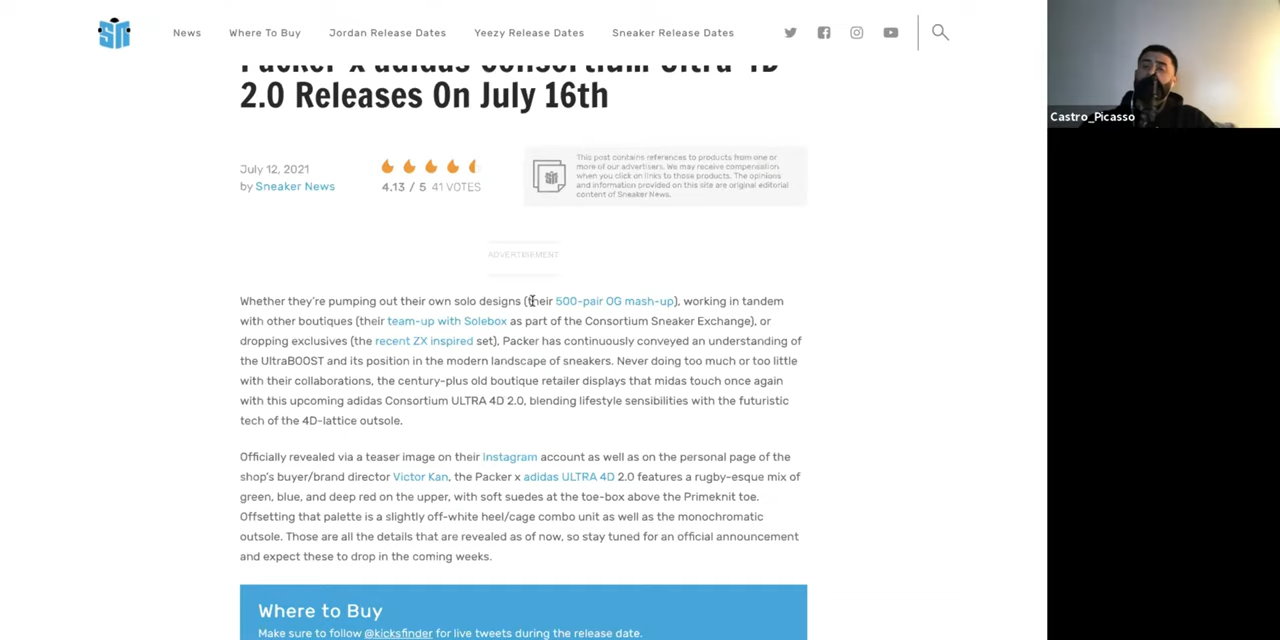 News Where To Buy Jordan Release Dates Yeezy Release Dates Sneaker Release Dates
Packer x adidas Consortium Ultra 4D
2.0 Releases On July 16th
July 12, 2021
by Sneaker News
4.13 / 5 41 VOTES
This post contains references to products from one or
more of our advertisers. We may receive compensation
when you click on links to those products. The opinions
and information provided on this site are original editorial
content of Sneaker News.
ADVERTISEMENT
Whether they're pumping out their own solo designs (their 500-pair OG mash-up), working in tandem
with other boutiques (their team-up with Solebox as part of the Consortium Sneaker Exchange), or
dropping exclusives (the recent ZX inspired set), Packer has continuously conveyed an understanding of
the UltraBOOST and its position in the modern landscape of sneakers. Never doing too much or too little
with their collaborations, the century-plus old boutique retailer displays that midas touch once again
with this upcoming adidas Consortium ULTRA 4D 2.0, blending lifestyle sensibilities with the futuristic
tech of the 4D-lattice outsole.
Officially revealed via a teaser image on their Instagram account as well as on the personal page of the
shop's buyer/brand director Victor Kan, the Packer x adidas ULTRA 4D 2.0 features a rugby-esque mix of
green, blue, and deep red on the upper, with soft suedes at the toe-box above the Primeknit toe.
Offsetting that palette is a slightly off-white heel/cage combo unit as well as the monochromatic
outsole. Those are all the details that are revealed as of now, so stay tuned for an official announcement
and expect these to drop in the coming weeks.
Where to Buy
Make sure to follow @kicksfinder for live tweets during the release date.
Castro_Picasso